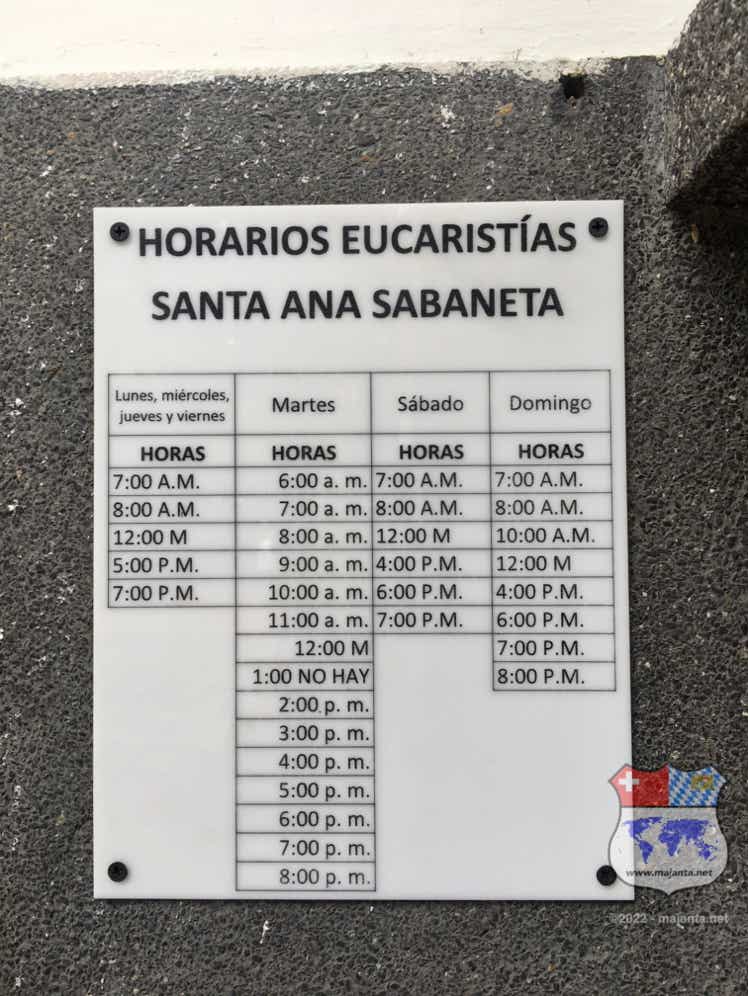 HORARIOS EUCARISTÍAS
SANTA ANA SABANETA
Lunes, miércoles, jueves y viernes Martes Sábado Domingo
HORAS HORAS HORAS HORAS
7:00 A.M. 6:00 a. m. 7:00 A.M. 7:00 A.M.
8:00 A.M. 7:00 a. m. 8:00 A.M. 8:00 A.M.
12:00 M 8:00 a. m. 12:00 M 10:00 A.M.
5:00 P.M. 9:00 a. m. 4:00 P.M. 12:00 M
7:00 P.M. 10:00 a. m. 6:00 P.M. 4:00 P.M.
11:00 a. m. 7:00 P.M. 6:00 P.M.
12:00 M 7:00 P.M.
1:00 NO HAY 8:00 P.M.
2:00 p. m.
3:00 p. m.
4:00 p. m.
5:00 p. m.
6:00 p. m.
7:00 p. m.
8:00 p. m.
www.majanta.net
©2022 - majanta.net